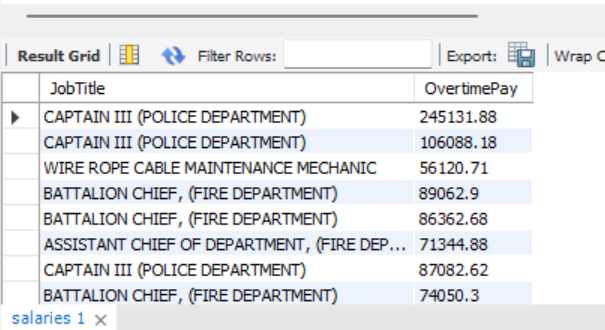 Result Grid Filter Rows: Export: Wrap C
JobTitle OvertimePay
CAPTAIN III (POLICE DEPARTMENT) 245131.88
CAPTAIN III (POLICE DEPARTMENT) 106088.18
WIRE ROPE CABLE MAINTENANCE MECHANIC 56120.71
BATTALION CHIEF, (FIRE DEPARTMENT) 89062.9
BATTALION CHIEF, (FIRE DEPARTMENT) 86362.68
ASSISTANT CHIEF OF DEPARTMENT, (FIRE DEP... 71344.88
CAPTAIN III (POLICE DEPARTMENT) 87082.62
BATTALION CHIEF, (FIRE DEPARTMENT) 74050.3
salaries 1